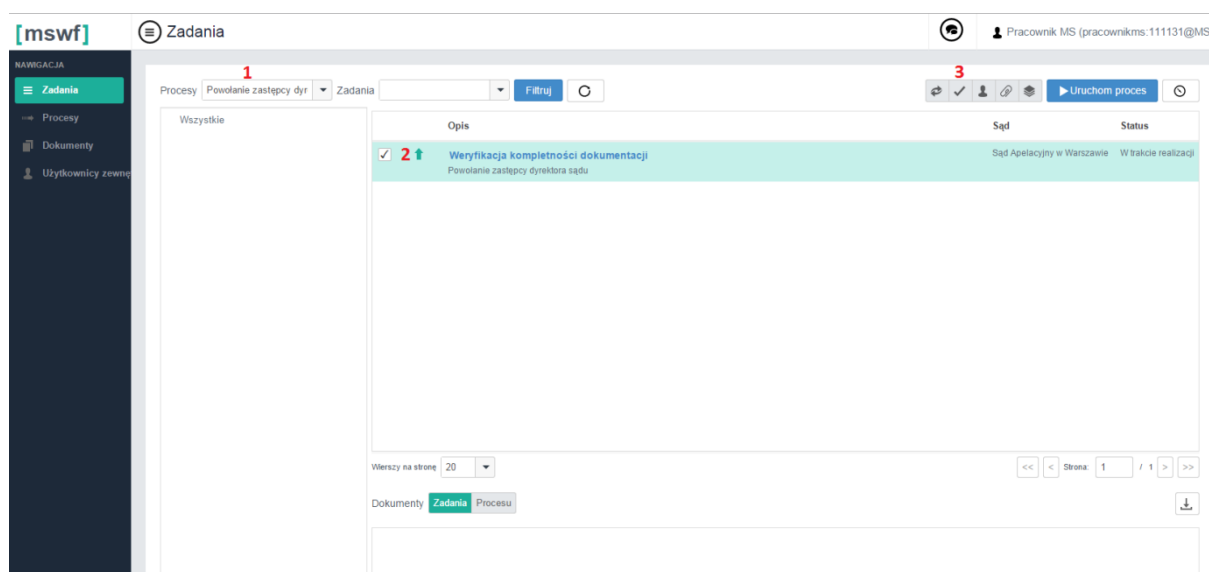 [mswf]
Zadania
Pracownik MS (pracownikms:111131@MS
NAWIGACJA
Zadania
Procesy
Dokumenty
Użytkownicy zewnę
1
3
Procesy Powołanie zastępcy dyr Zadania Filtruj Uruchom proces
Wszystkie
Opis Sąd Status
2 Weryfikacja kompletności dokumentacji Sąd Apelacyjny w Warszawie W trakcie realizacji
Powołanie zastępcy dyrektora sądu
Wierszy na stronę 20 << < Strona: 1 / 1 > >>
Dokumenty Zadania Procesu